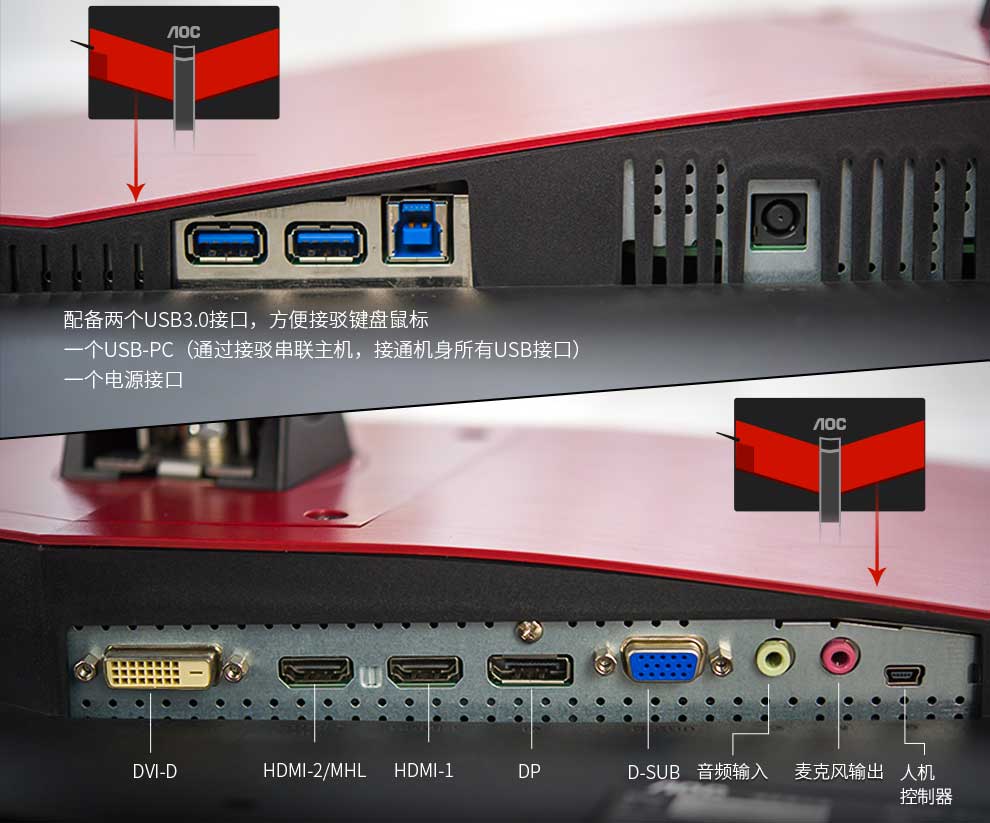 AOC
配备两个USB3.0接口，方便接驳键盘鼠标
一个USB-PC（通过接驳串联主机，接通机身所有USB接口）
一个电源接口
AOC
DVI-D
HDMI-2/MHL
HDMI-1
DP
D-SUB
音频输入
麦克风输出
人机
控制器